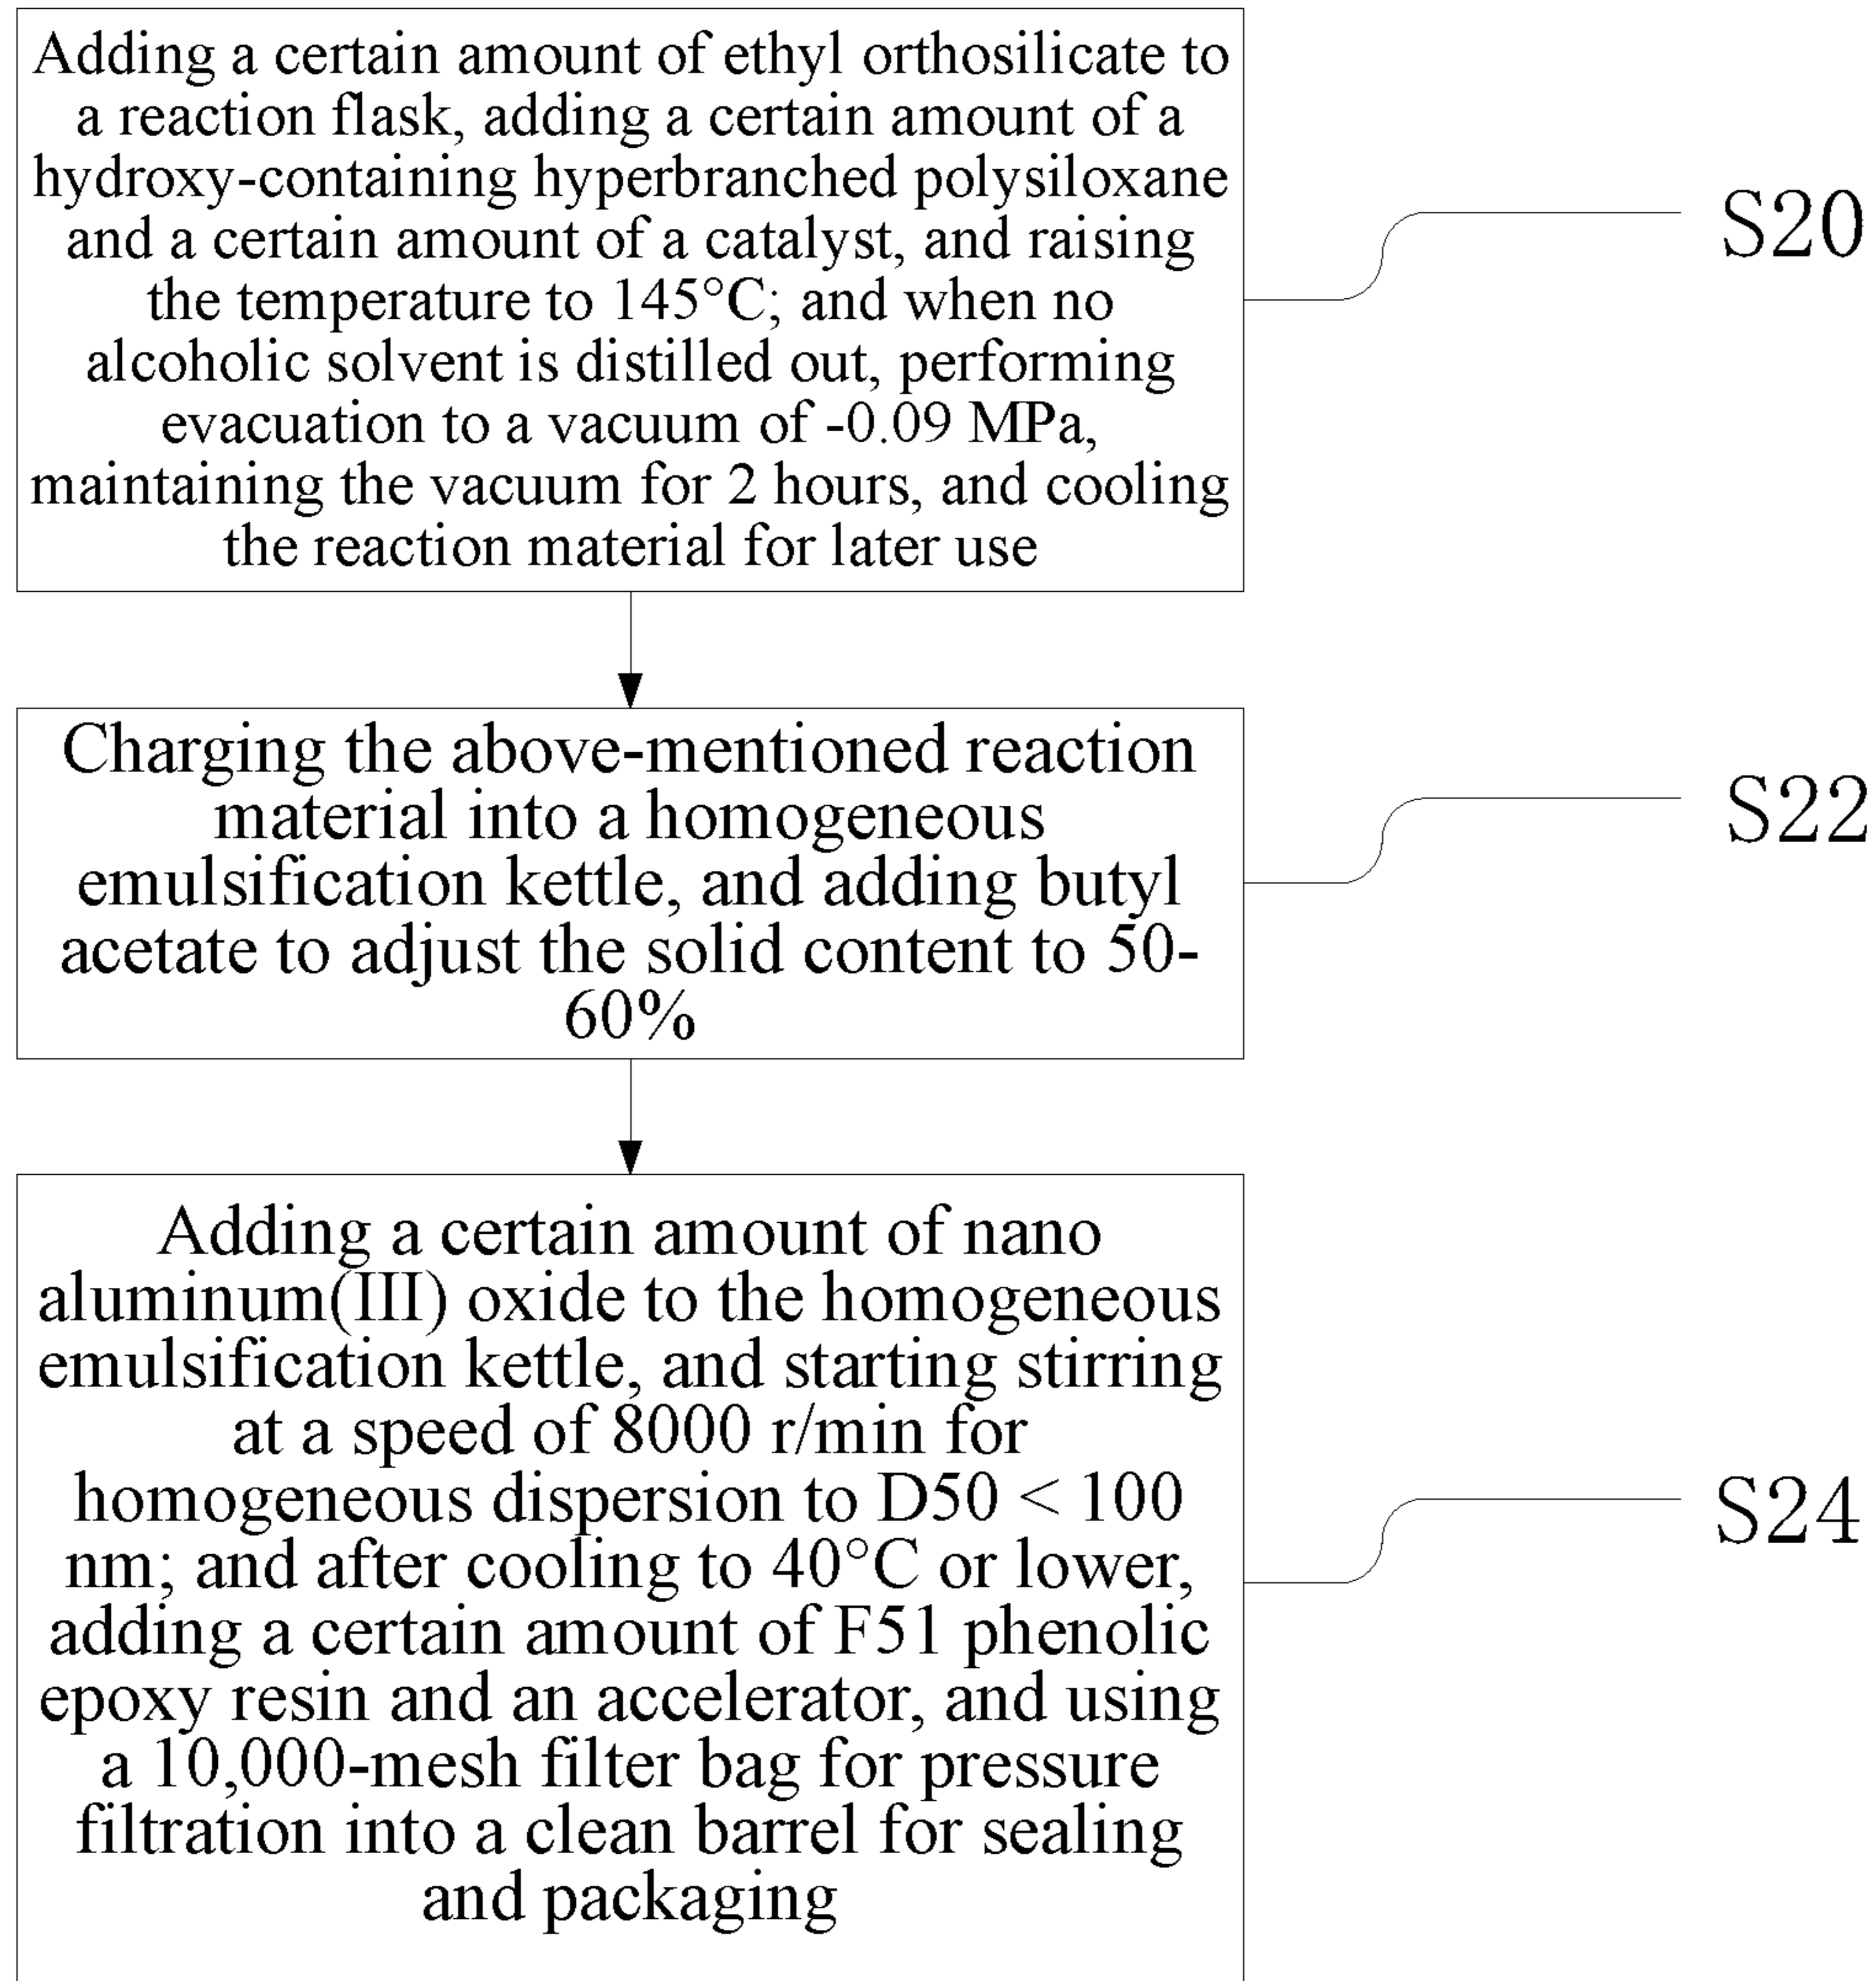 Adding a certain amount of ethyl orthosilicate to
a reaction flask, adding a certain amount of a
hydroxy-containing hyperbranched polysiloxane
and a certain amount of a catalyst, and raising
the temperature to 145°C; and when no
alcoholic solvent is distilled out, performing
evacuation to a vacuum of -0.09 MPa,
maintaining the vacuum for 2 hours, and cooling
the reaction material for later use
S20
Charging the above-mentioned reaction
material into a homogeneous
emulsification kettle, and adding butyl
acetate to adjust the solid content to 50-
60%
S22
Adding a certain amount of nano
aluminum(III) oxide to the homogeneous
emulsification kettle, and starting stirring
at a speed of 8000 r/min for
homogeneous dispersion to D50 < 100
nm; and after cooling to 40°C or lower,
adding a certain amount of F51 phenolic
epoxy resin and an accelerator, and using
a 10,000-mesh filter bag for pressure
filtration into a clean barrel for sealing
and packaging
S24